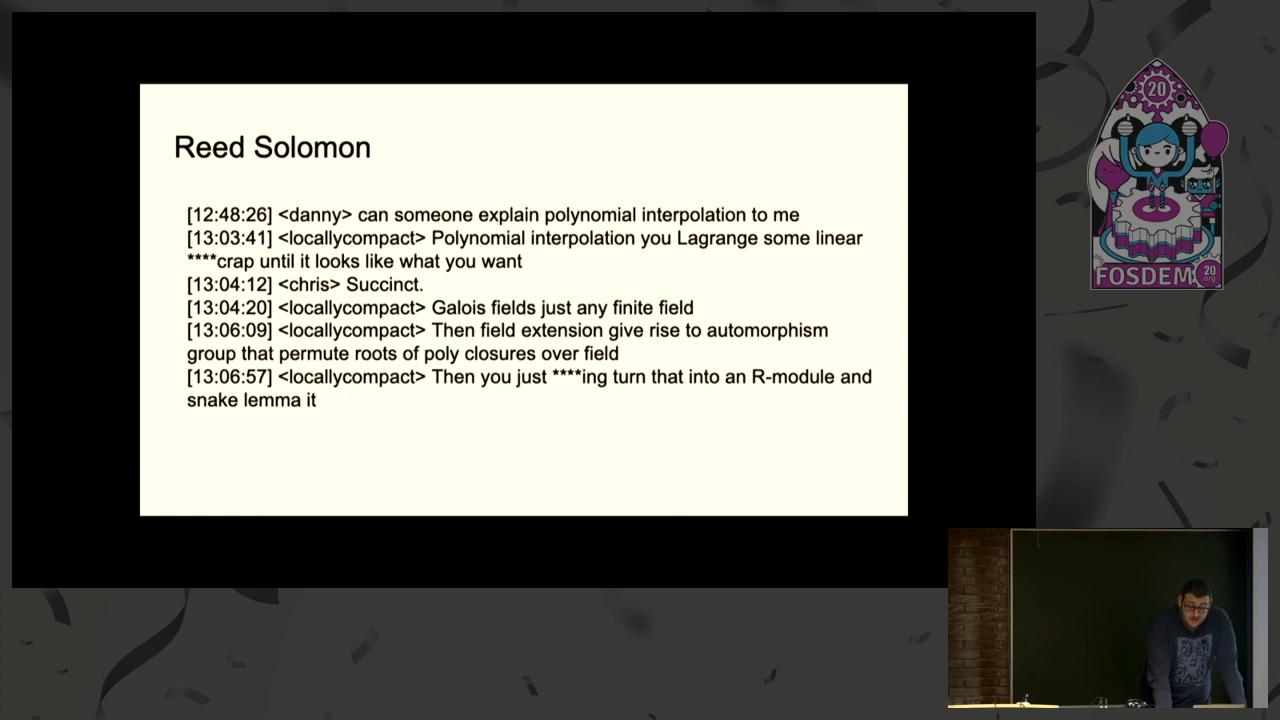 Reed Solomon
[12:48:26] <danny> can someone explain polynomial interpolation to me
[13:03:41] <locallycompact> Polynomial interpolation you Lagrange some linear
****crap until it looks like what you want
[13:04:12] <chris> Succinct.
[13:04:20] <locallycompact> Galois fields just any finite field
[13:06:09] <locallycompact> Then field extension give rise to automorphism
group that permute roots of poly closures over field
[13:06:57] <locallycompact> Then you just ****ing turn that into an R-module and
snake lemma it
20
FOSDEM
20
.org